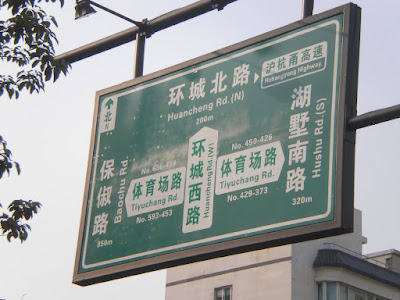 北
N
环城北路
Huancheng Rd.(N)
200m
沪杭甬高速
Huhangyong Highway.
保俶路
Baochu Rd.
850m
体育场路
Tiyuchang Rd.
No.593-453
环城西路
Huancheng Rd.(W)
No.450-426
体育场路
Tiyuchang Rd.
No.429-373
湖墅南路
Hushu Rd.(S)
320m